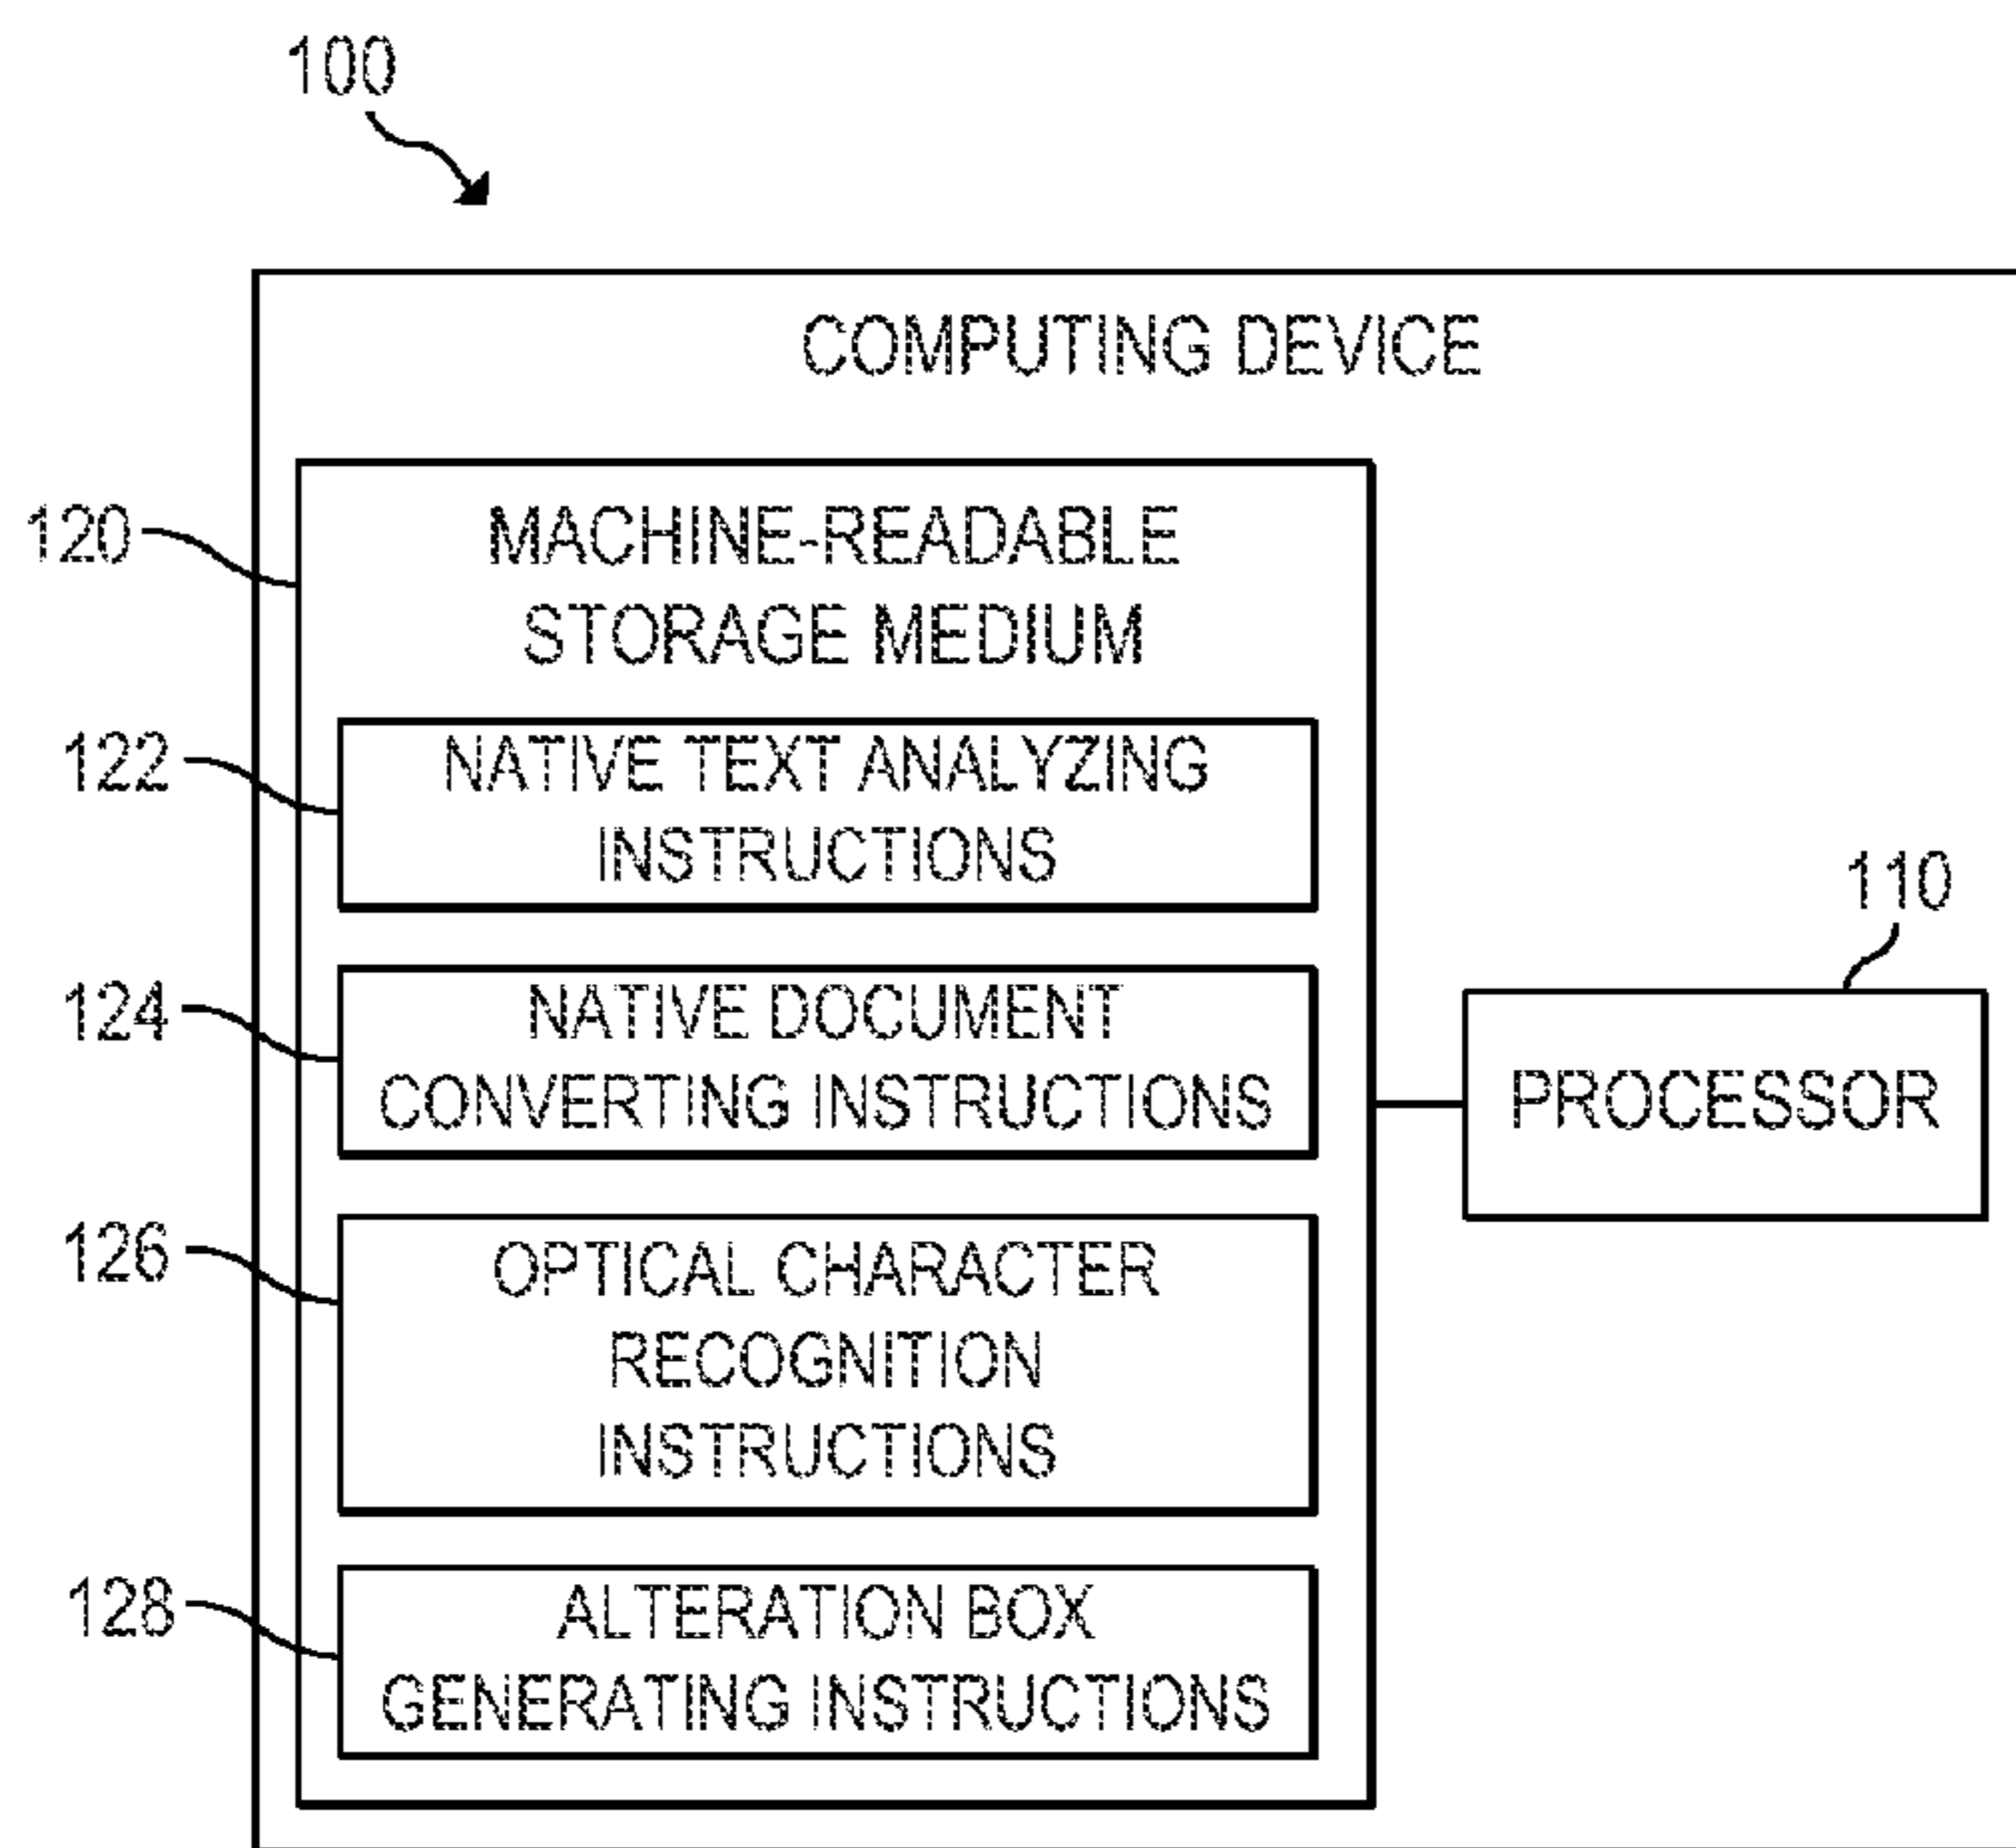 100
COMPUTING DEVICE
120
MACHINE-READABLE
STORAGE MEDIUM
122
NATIVE TEXT ANALYZING
INSTRUCTIONS
110
124
NATIVE DOCUMENT
CONVERTING INSTRUCTIONS
PROCESSOR
126
OPTICAL CHARACTER
RECOGNITION
INSTRUCTIONS
128
ALTERATION BOX
GENERATING INSTRUCTIONS